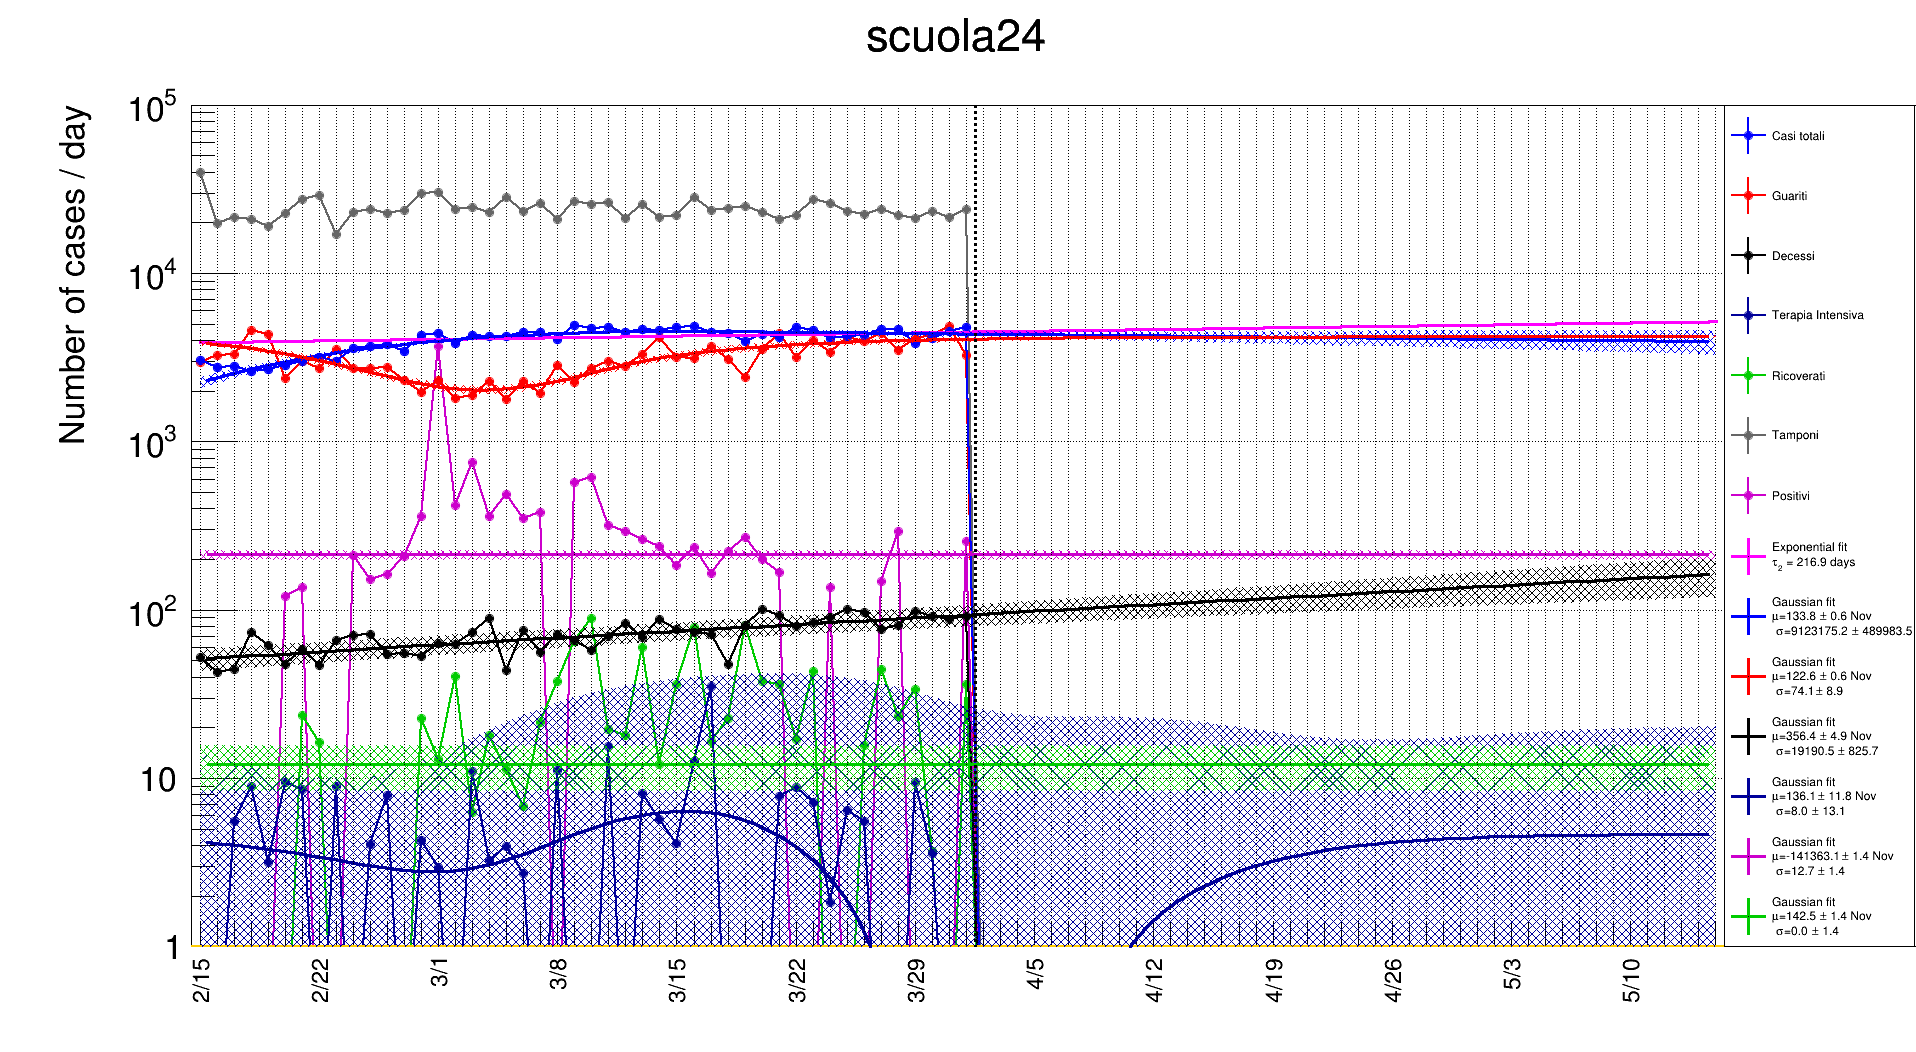 scuola24
Number of cases / day
10^5
10^4
10^3
10^2
10
1
2/15
2/22
3/1
3/8
3/15
3/22
3/29
4/5
4/12
4/19
4/26
5/3
5/10
Casi totali
Guariti
Decessi
Terapia Intensiva
Ricoverati
Tamponi
Positivi
Exponential fit
τ₂ = 216.9 days
Gaussian fit
μ=133.8 ± 0.6 Nov
σ=9123175.2 ± 489983.5
Gaussian fit
μ=122.6 ± 0.6 Nov
σ=74.1 ± 8.9
Gaussian fit
μ=356.4 ± 4.9 Nov
σ=19190.5 ± 825.7
Gaussian fit
μ=136.1 ± 11.8 Nov
σ=8.0 ± 13.1
Gaussian fit
μ=-141363.1 ± 1.4 Nov
σ=12.7 ± 1.4
Gaussian fit
μ=142.5 ± 1.4 Nov
σ=0.0 ± 1.4